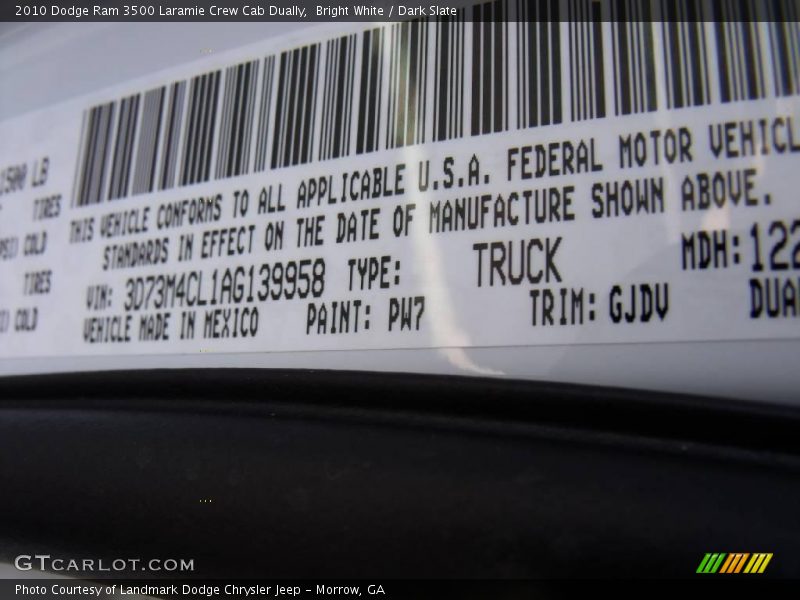 2010 Dodge Ram 3500 Laramie Crew Cab Dually, Bright White / Dark Slate
LB
TIRES
COLD
TIRES
COLD
THIS VEHICLE CONFORMS TO ALL APPLICABLE U.S.A. FEDERAL MOTOR VEHICL
STANDARDS IN EFFECT ON THE DATE OF MANUFACTURE SHOWN ABOVE.
VIN: 3D73M4CL1AG139958 TYPE: TRUCK MDH: 122
VEHICLE MADE IN MEXICO PAINT: PW7 TRIM: GJDV DUAL
GTCARLOT.COM
Photo Courtesy of Landmark Dodge Chrysler Jeep – Morrow, GA